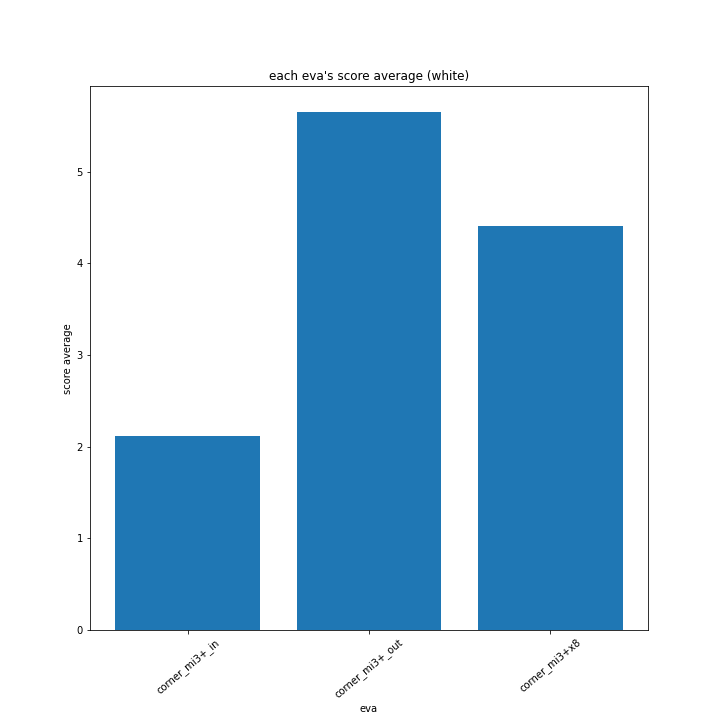 each eva's score average (white)
score average
5
4
3
2
1
0
corner_mi3+_in
corner_mi3+_out
corner_mi3+x8
eva